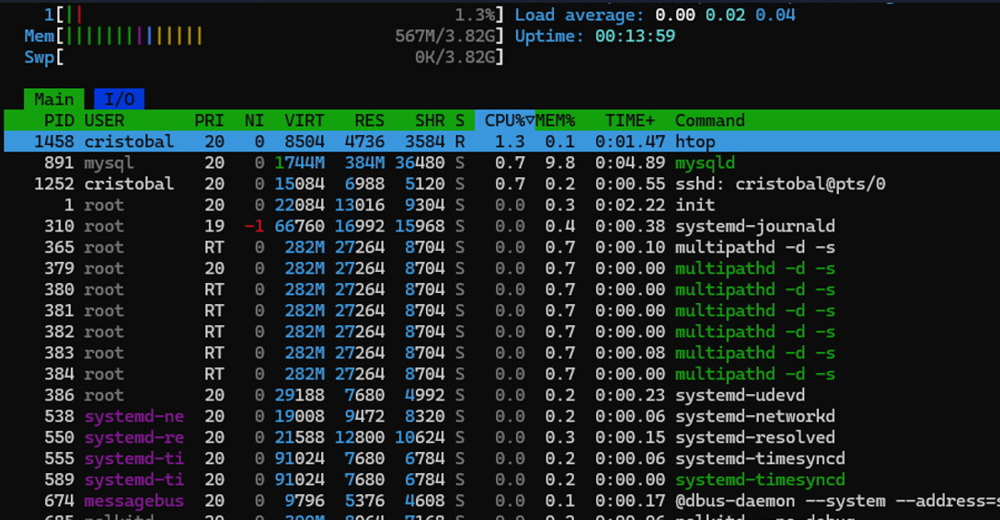 1[|| 1.3%] Load average: 0.00 0.02 0.04
Mem[|||||||||||||| 567M/3.82G] Uptime: 00:13:59
Swp[ 0K/3.82G]
Main I/O
PID USER PRI NI VIRT RES SHR S CPU%▽MEM% TIME+ Command
1458 cristobal 20 0 8504 4736 3584 R 1.3 0.1 0:01.47 htop
891 mysql 20 0 1744M 384M 36480 S 0.7 9.8 0:04.89 mysqld
1252 cristobal 20 0 15084 6988 5120 S 0.7 0.2 0:00.55 sshd: cristobal@pts/0
1 root 20 0 22084 13016 9304 S 0.0 0.3 0:02.22 init
310 root 19 -1 66760 16992 15968 S 0.0 0.4 0:00.38 systemd-journald
365 root RT 0 282M 27264 8704 S 0.0 0.7 0:00.10 multipathd -d -s
379 root 20 0 282M 27264 8704 S 0.0 0.7 0:00.00 multipathd -d -s
380 root RT 0 282M 27264 8704 S 0.0 0.7 0:00.00 multipathd -d -s
381 root RT 0 282M 27264 8704 S 0.0 0.7 0:00.00 multipathd -d -s
382 root RT 0 282M 27264 8704 S 0.0 0.7 0:00.00 multipathd -d -s
383 root RT 0 282M 27264 8704 S 0.0 0.7 0:00.08 multipathd -d -s
384 root RT 0 282M 27264 8704 S 0.0 0.7 0:00.00 multipathd -d -s
386 root 20 0 29188 7680 4992 S 0.0 0.2 0:00.23 systemd-udevd
538 systemd-ne 20 0 19008 9472 8320 S 0.0 0.2 0:00.06 systemd-networkd
550 systemd-re 20 0 21588 12800 10624 S 0.0 0.3 0:00.15 systemd-resolved
555 systemd-ti 20 0 91024 7680 6784 S 0.0 0.2 0:00.06 systemd-timesyncd
589 systemd-ti 20 0 91024 7680 6784 S 0.0 0.2 0:00.00 systemd-timesyncd
674 messagebus 20 0 9796 5376 4608 S 0.0 0.1 0:00.17 @dbus-daemon --system --address=s